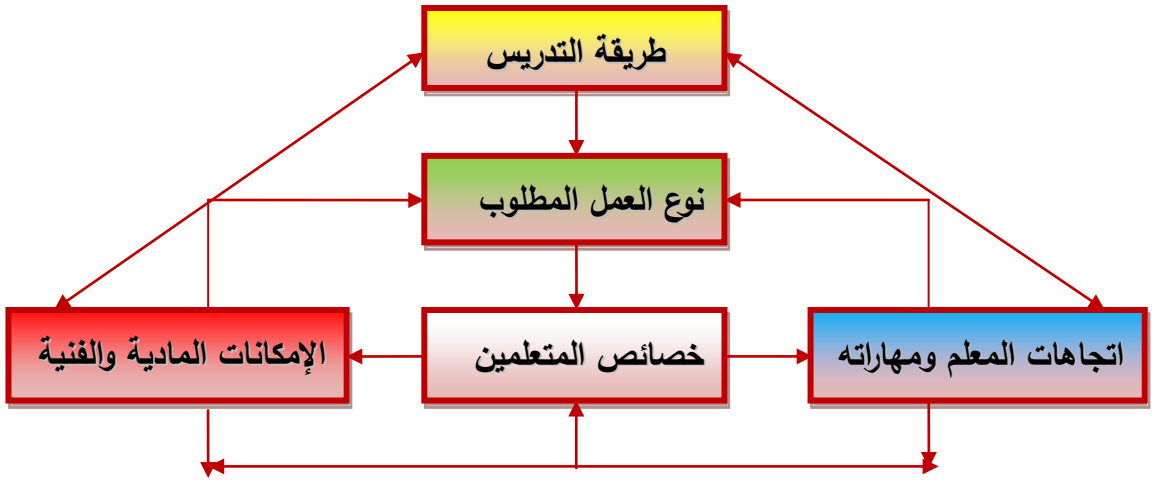 طريقة التدريس
نوع العمل المطلوب
اتجاهات المعلم ومهاراته
خصائص المتعلمين
الإمكانات المادية والفنية